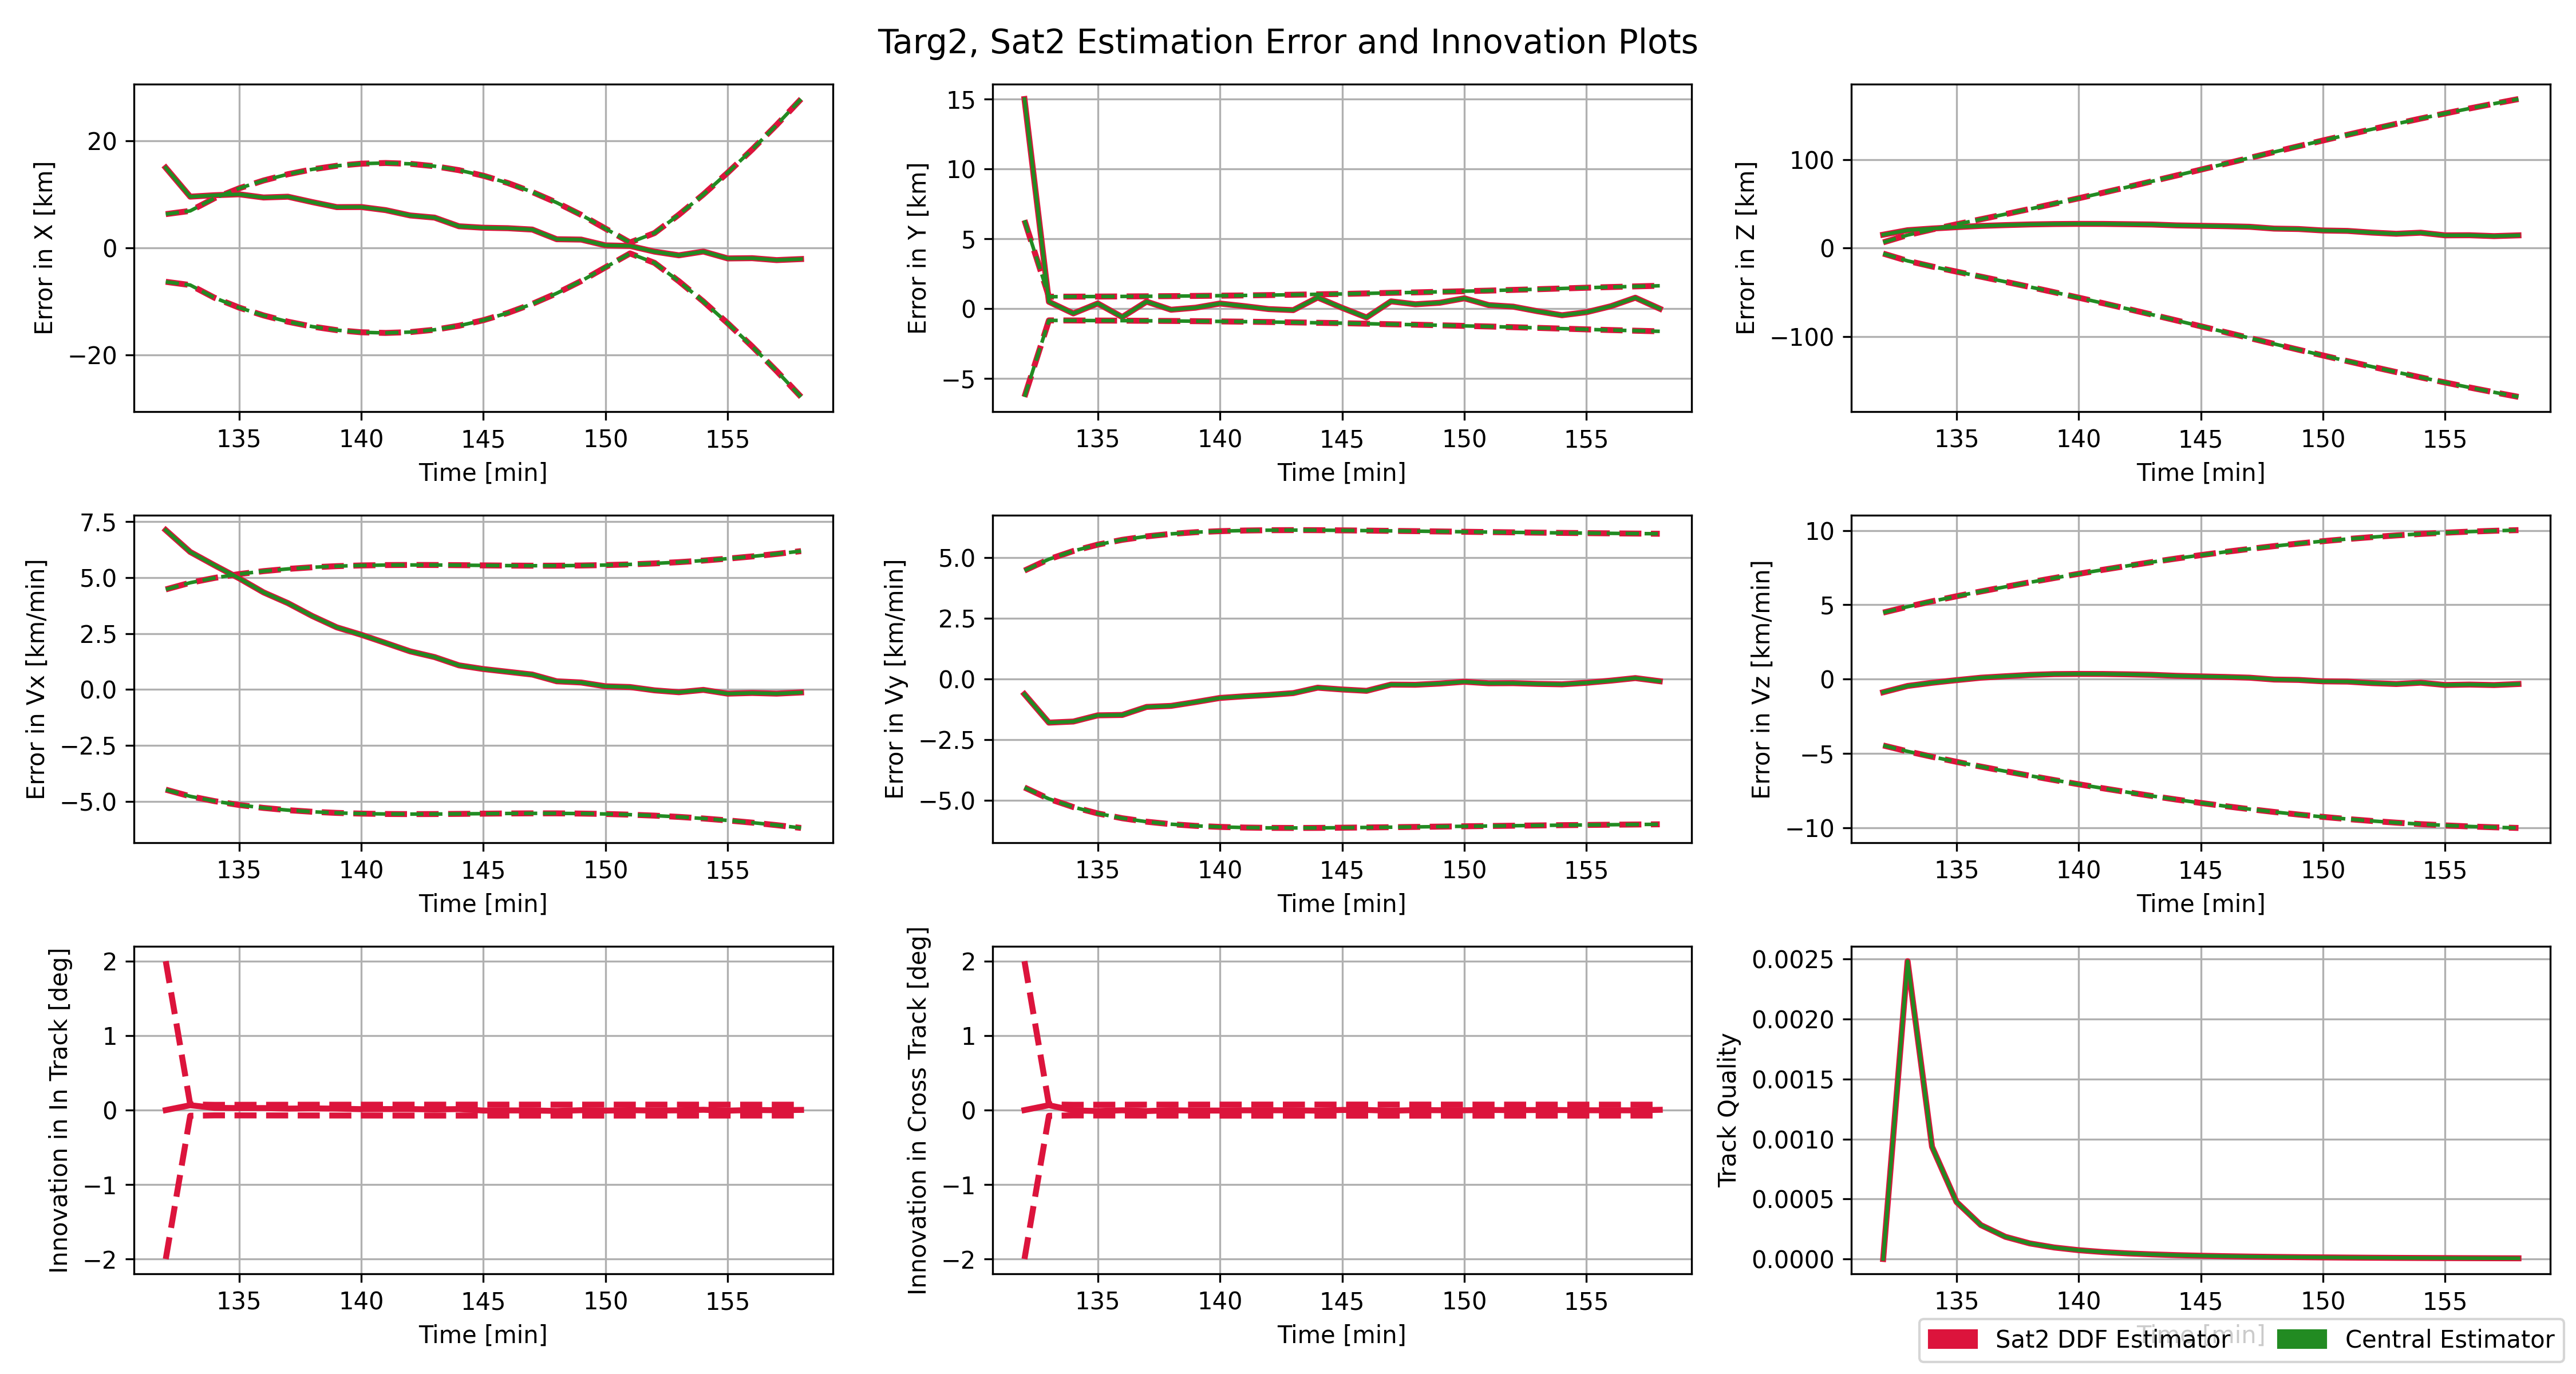 Targ2, Sat2 Estimation Error and Innovation Plots
Error in X [km]
20
0
−20
135 140 145 150 155
Time [min]
Error in Y [km]
15
10
5
0
−5
135 140 145 150 155
Time [min]
Error in Z [km]
100
0
−100
135 140 145 150 155
Time [min]
Error in Vx [km/min]
7.5
5.0
2.5
0.0
−2.5
−5.0
135 140 145 150 155
Time [min]
Error in Vy [km/min]
5.0
2.5
0.0
−2.5
−5.0
135 140 145 150 155
Time [min]
Error in Vz [km/min]
10
5
0
−5
−10
135 140 145 150 155
Time [min]
Innovation in In Track [deg]
2
1
0
−1
−2
135 140 145 150 155
Time [min]
Innovation in Cross Track [deg]
2
1
0
−1
−2
135 140 145 150 155
Time [min]
Track Quality
0.0025
0.0020
0.0015
0.0010
0.0005
0.0000
135 140 145 150 155
Time [min]
Sat2 DDF Estimator Central Estimator